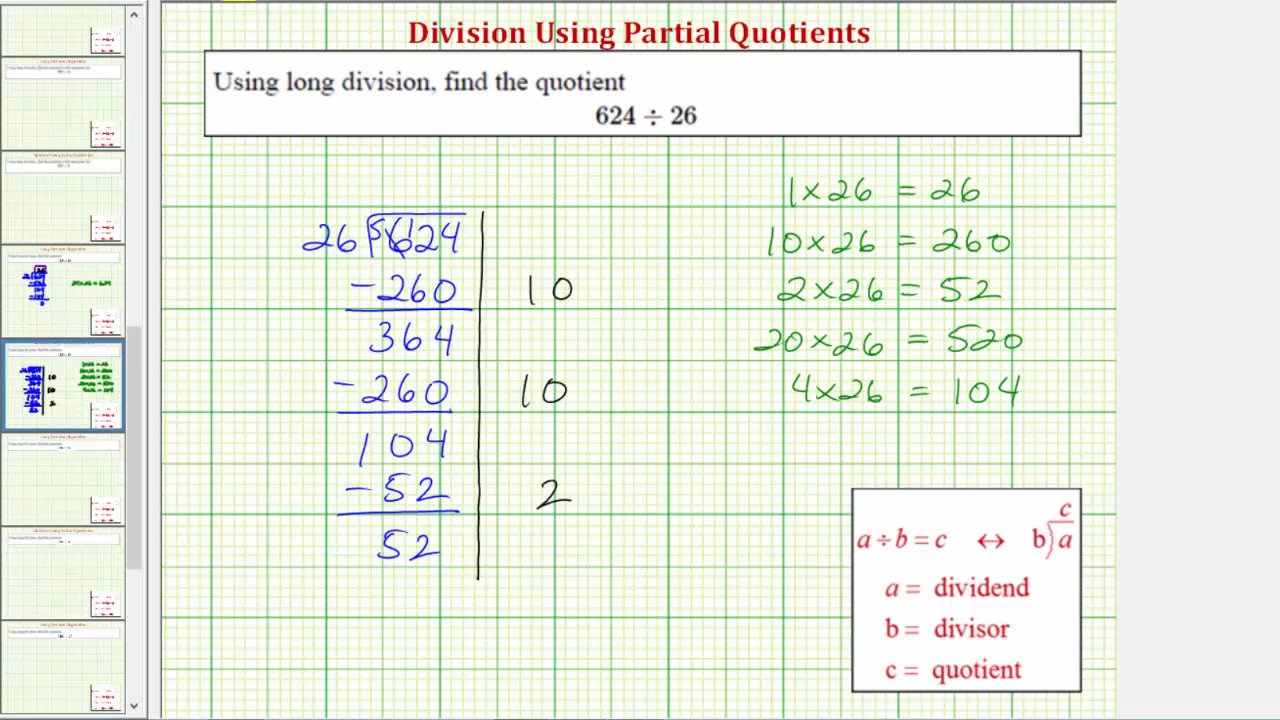 Division Using Partial Quotients
Using long division, find the quotient
624 ÷ 26
26 624
− 260 10
364
− 260 10
104
− 52 2
52
1 × 26 = 26
10 × 26 = 260
2 × 26 = 52
20 × 26 = 520
4 × 26 = 104
c
a ÷ b = c ↔ b)a
a = dividend
b = divisor
c = quotient